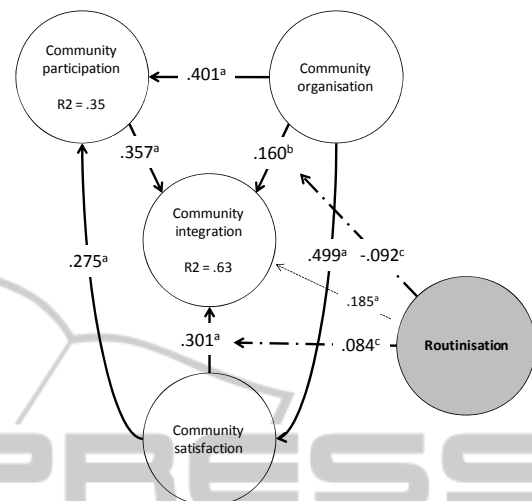 Community
participation
R2 = .35
.401ᵃ
Community
organisation
.357ᵃ
.160ᵇ
Community
integration
R2 = .63
.275ᵃ
.499ᵃ
-.092ᶜ
.185ᵃ
.301ᵃ
.084ᶜ
Routinisation
Community
satisfaction
PRESS